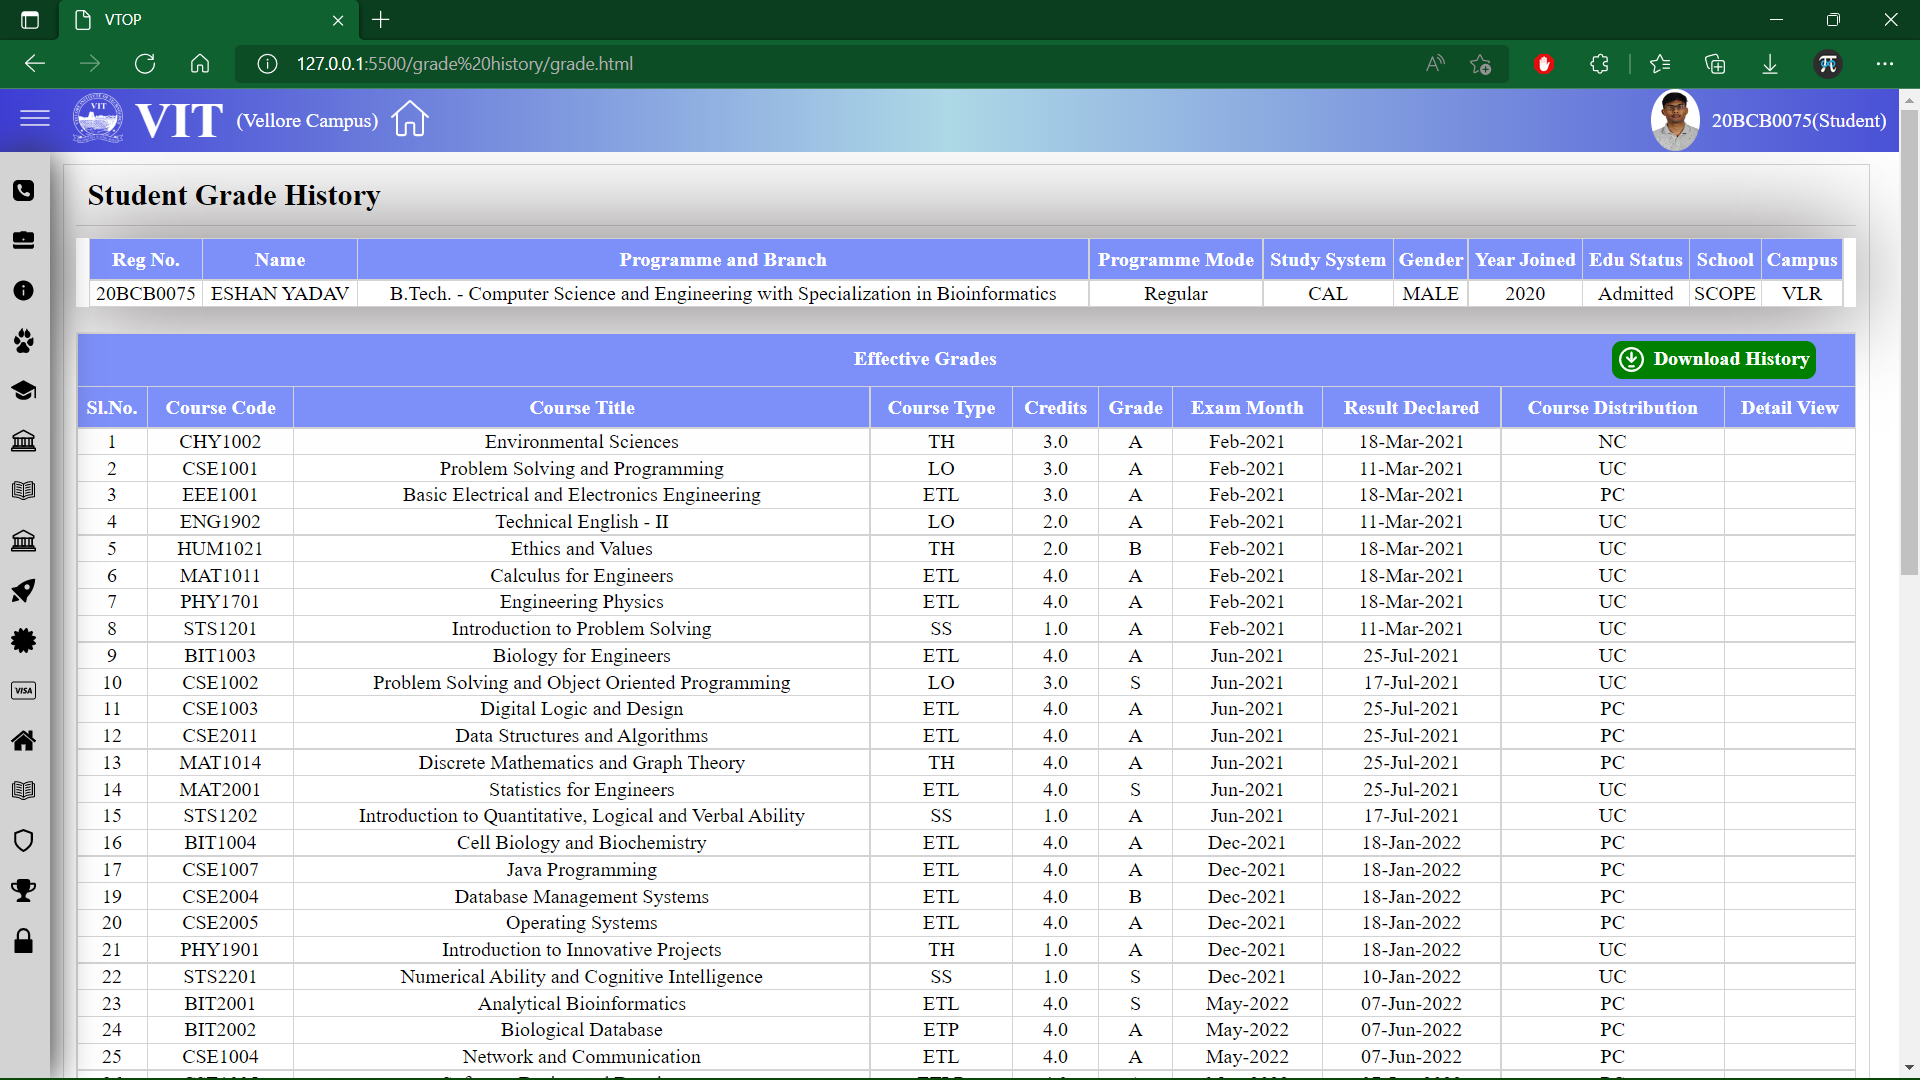 VTOP
127.0.0.1:5500/grade%20history/grade.html
VIT (Vellore Campus) 20BCB0075(Student)
Student Grade History
Reg No. Name Programme and Branch Programme Mode Study System Gender Year Joined Edu Status School Campus
20BCB0075 ESHAN YADAV B.Tech. - Computer Science and Engineering with Specialization in Bioinformatics Regular CAL MALE 2020 Admitted SCOPE VLR
Effective Grades Download History
Sl.No. Course Code Course Title Course Type Credits Grade Exam Month Result Declared Course Distribution Detail View
1 CHY1002 Environmental Sciences TH 3.0 A Feb-2021 18-Mar-2021 NC
2 CSE1001 Problem Solving and Programming LO 3.0 A Feb-2021 11-Mar-2021 UC
3 EEE1001 Basic Electrical and Electronics Engineering ETL 3.0 A Feb-2021 18-Mar-2021 PC
4 ENG1902 Technical English - II LO 2.0 A Feb-2021 11-Mar-2021 UC
5 HUM1021 Ethics and Values TH 2.0 B Feb-2021 18-Mar-2021 UC
6 MAT1011 Calculus for Engineers ETL 4.0 A Feb-2021 18-Mar-2021 UC
7 PHY1701 Engineering Physics ETL 4.0 A Feb-2021 18-Mar-2021 UC
8 STS1201 Introduction to Problem Solving SS 1.0 A Feb-2021 11-Mar-2021 UC
9 BIT1003 Biology for Engineers ETL 4.0 A Jun-2021 25-Jul-2021 UC
10 CSE1002 Problem Solving and Object Oriented Programming LO 3.0 S Jun-2021 17-Jul-2021 UC
11 CSE1003 Digital Logic and Design ETL 4.0 A Jun-2021 25-Jul-2021 PC
12 CSE2011 Data Structures and Algorithms ETL 4.0 A Jun-2021 25-Jul-2021 PC
13 MAT1014 Discrete Mathematics and Graph Theory TH 4.0 A Jun-2021 25-Jul-2021 PC
14 MAT2001 Statistics for Engineers ETL 4.0 S Jun-2021 25-Jul-2021 UC
15 STS1202 Introduction to Quantitative, Logical and Verbal Ability SS 1.0 A Jun-2021 17-Jul-2021 UC
16 BIT1004 Cell Biology and Biochemistry ETL 4.0 A Dec-2021 18-Jan-2022 PC
17 CSE1007 Java Programming ETL 4.0 A Dec-2021 18-Jan-2022 PC
19 CSE2004 Database Management Systems ETL 4.0 B Dec-2021 18-Jan-2022 PC
20 CSE2005 Operating Systems ETL 4.0 A Dec-2021 18-Jan-2022 PC
21 PHY1901 Introduction to Innovative Projects TH 1.0 A Dec-2021 18-Jan-2022 UC
22 STS2201 Numerical Ability and Cognitive Intelligence SS 1.0 S Dec-2021 10-Jan-2022 UC
23 BIT2001 Analytical Bioinformatics ETL 4.0 S May-2022 07-Jun-2022 PC
24 BIT2002 Biological Database ETP 4.0 A May-2022 07-Jun-2022 PC
25 CSE1004 Network and Communication ETL 4.0 A May-2022 07-Jun-2022 PC
VISA